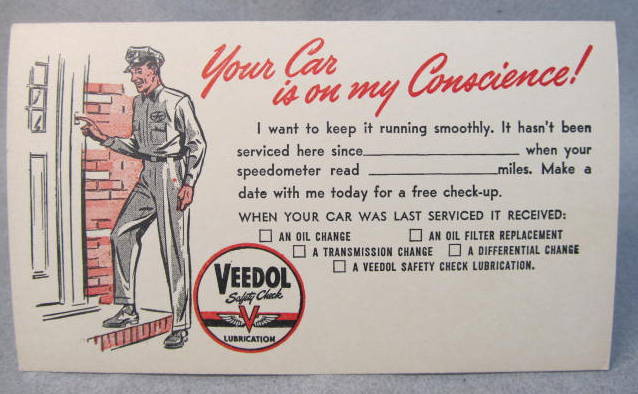 Your Car
is on my Conscience!
I want to keep it running smoothly. It hasn't been
serviced here since____________________ when your
speedometer read ____________________miles. Make a
date with me today for a free check-up.
WHEN YOUR CAR WAS LAST SERVICED IT RECEIVED:
☐ AN OIL CHANGE ☐ AN OIL FILTER REPLACEMENT
☐ A TRANSMISSION CHANGE ☐ A DIFFERENTIAL CHANGE
☐ A VEEDOL SAFETY CHECK LUBRICATION.
VEEDOL
Safety Check
V
LUBRICATION